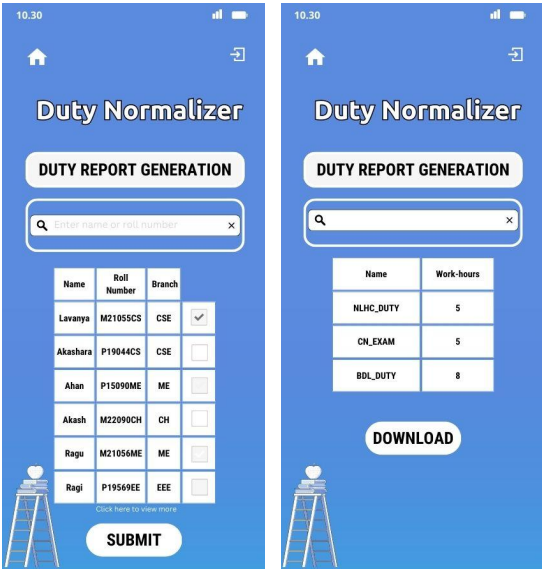 10.30
Duty Normalizer
DUTY REPORT GENERATION
Enter name or roll number ×
Name Roll Number Branch
Lavanya M21055CS CSE
Akashara P19044CS CSE
Ahan P15090ME ME
Akash M22090CH CH
Ragu M21056ME ME
Ragi P19569EE EEE
Click here to view more
SUBMIT
10.30
Duty Normalizer
DUTY REPORT GENERATION
×
Name Work-hours
NLHC_DUTY 5
CN_EXAM 5
BDL_DUTY 8
DOWNLOAD